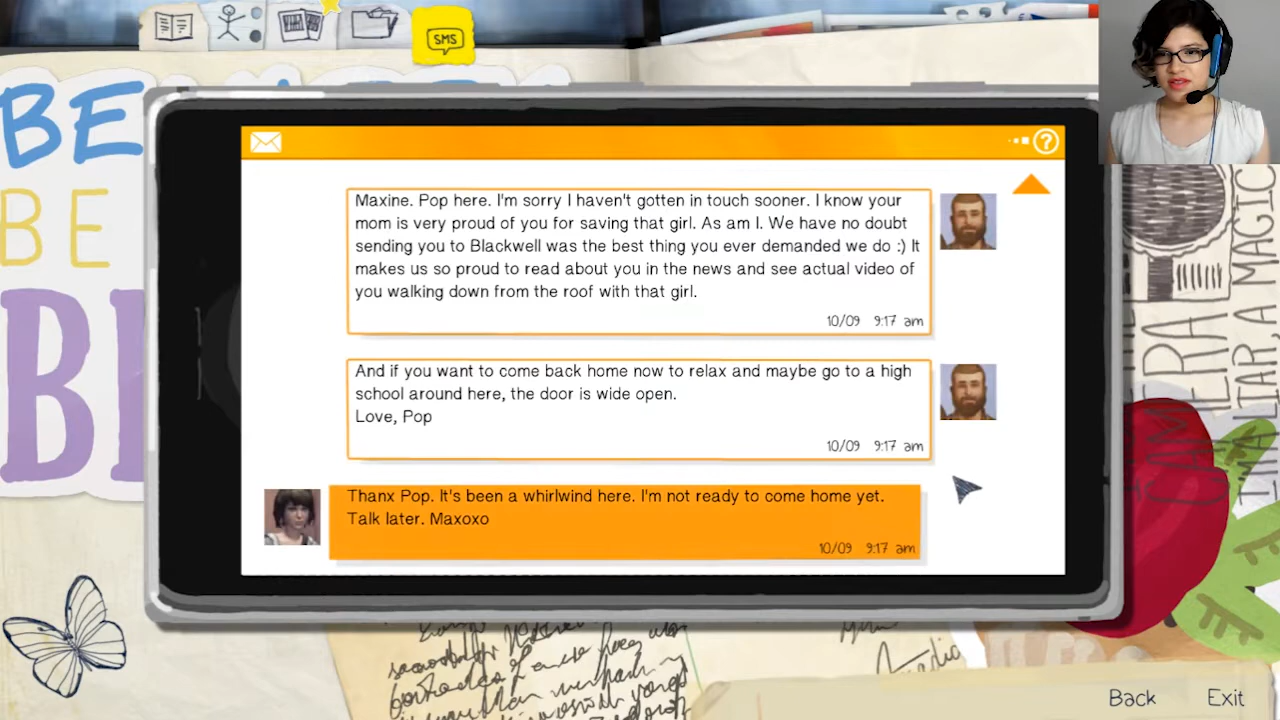 SMS
BE
BE
Maxine. Pop here. I'm sorry I haven't gotten in touch sooner. I know your
mom is very proud of you for saving that girl. As am I. We have no doubt
sending you to Blackwell was the best thing you ever demanded we do :) It
makes us so proud to read about you in the news and see actual video of
you walking down from the roof with that girl.
10/09 9:17 am
And if you want to come back home now to relax and maybe go to a high
school around here, the door is wide open.
Love, Pop
10/09 9:17 am
Thanx Pop. It's been a whirlwind here. I'm not ready to come home yet.
Talk later. Maxoxo
10/09 9:17 am
CAMERA
A MAGIC
Back
Exit